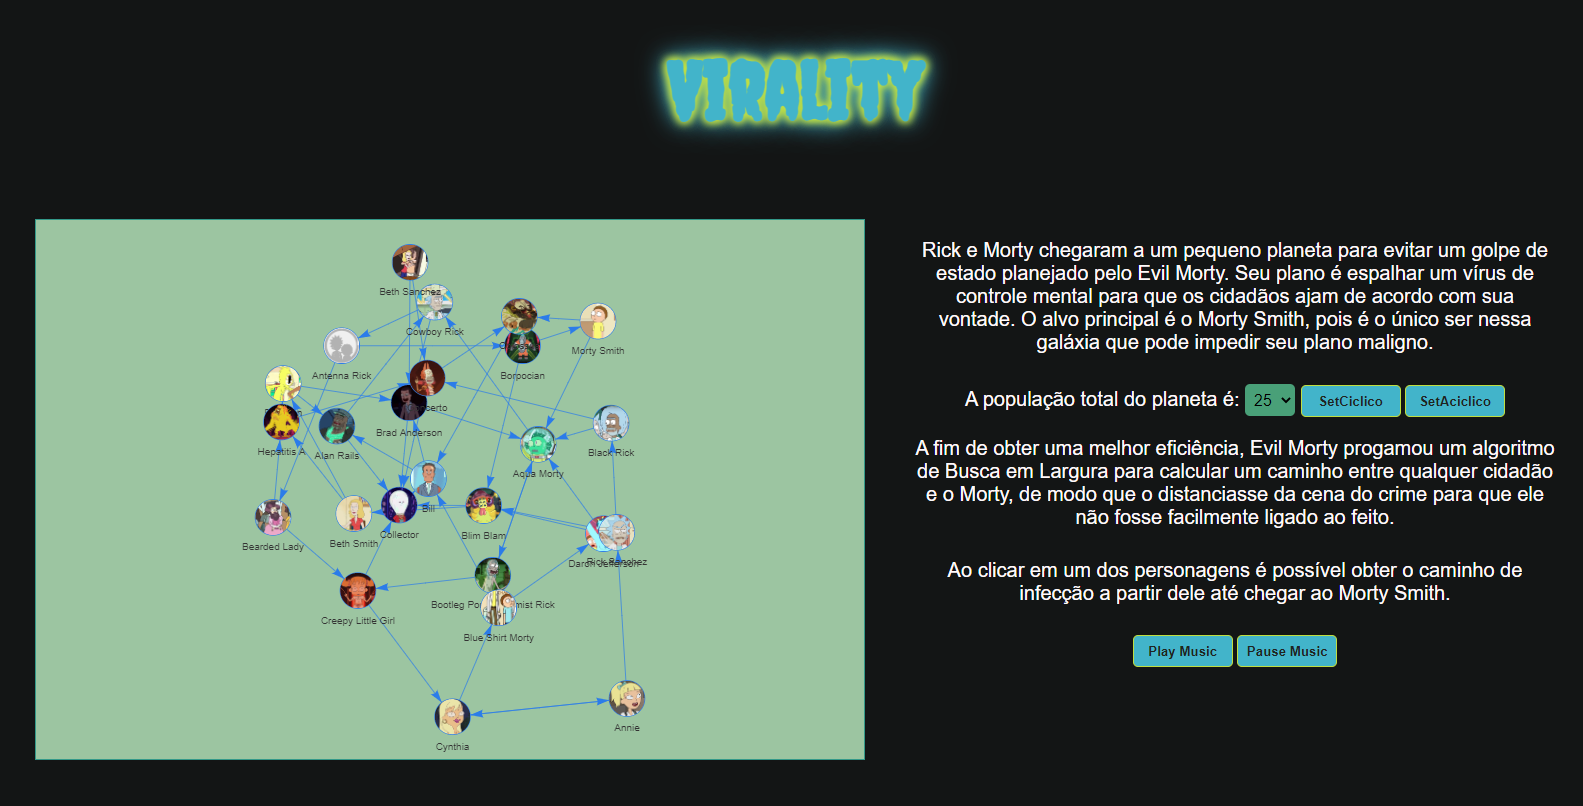 VIRALITY
Rick e Morty chegaram a um pequeno planeta para evitar um golpe de
estado planejado pelo Evil Morty. Seu plano é espalhar um vírus de
controle mental para que os cidadãos ajam de acordo com sua
vontade. O alvo principal é o Morty Smith, pois é o único ser nessa
galáxia que pode impedir seu plano maligno.
A população total do planeta é: 25 SetCiclico SetAciclico
A fim de obter uma melhor eficiência, Evil Morty progamou um algoritmo
de Busca em Largura para calcular um caminho entre qualquer cidadão
e o Morty, de modo que o distanciasse da cena do crime para que ele
não fosse facilmente ligado ao feito.
Ao clicar em um dos personagens é possível obter o caminho de
infecção a partir dele até chegar ao Morty Smith.
Play Music Pause Music
Beth Sanchez
Cowboy Rick
Morty Smith
Antenna Rick
Borpocian
Brad Anderson
Hepatitis A
Alan Rails
Black Rick
Aqua Morty
Bill
Collector
Blim Blam
Beth Smith
Bearded Lady
Rick Sanchez
Daron Jefferson
Bootleg Po mist Rick
Creepy Little Girl
Blue Shirt Morty
Annie
Cynthia